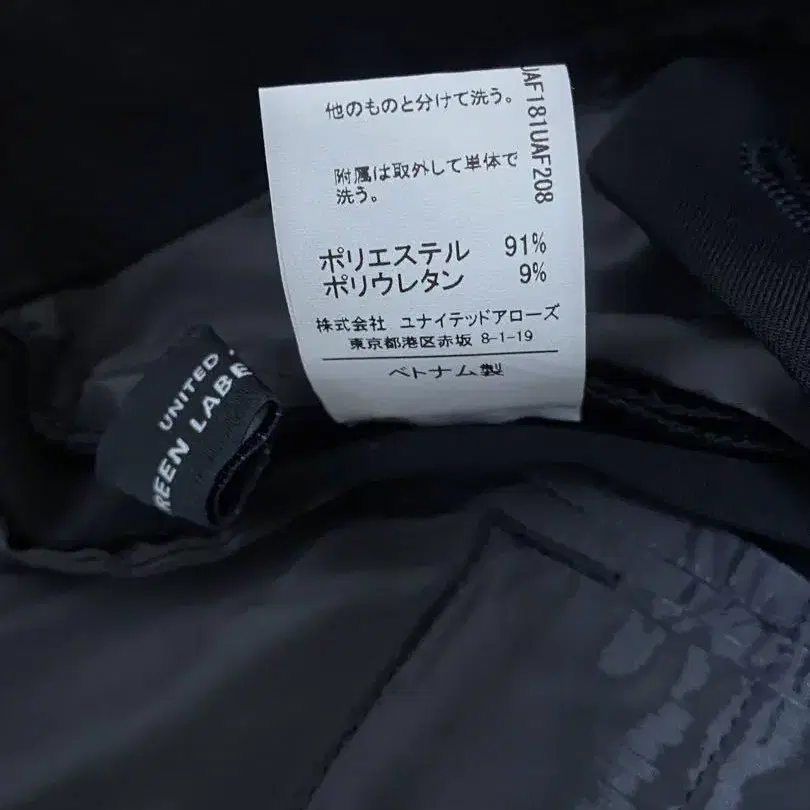 他のものと分けて洗う。
附属は取外して単体で
洗う。
ポリエステル 91%
ポリウレタン 9%
株式会社 ユナイテッドアローズ
東京都港区赤坂 8-1-19
ベトナム製
UAF181UAF208
UNITED
GREEN LABE